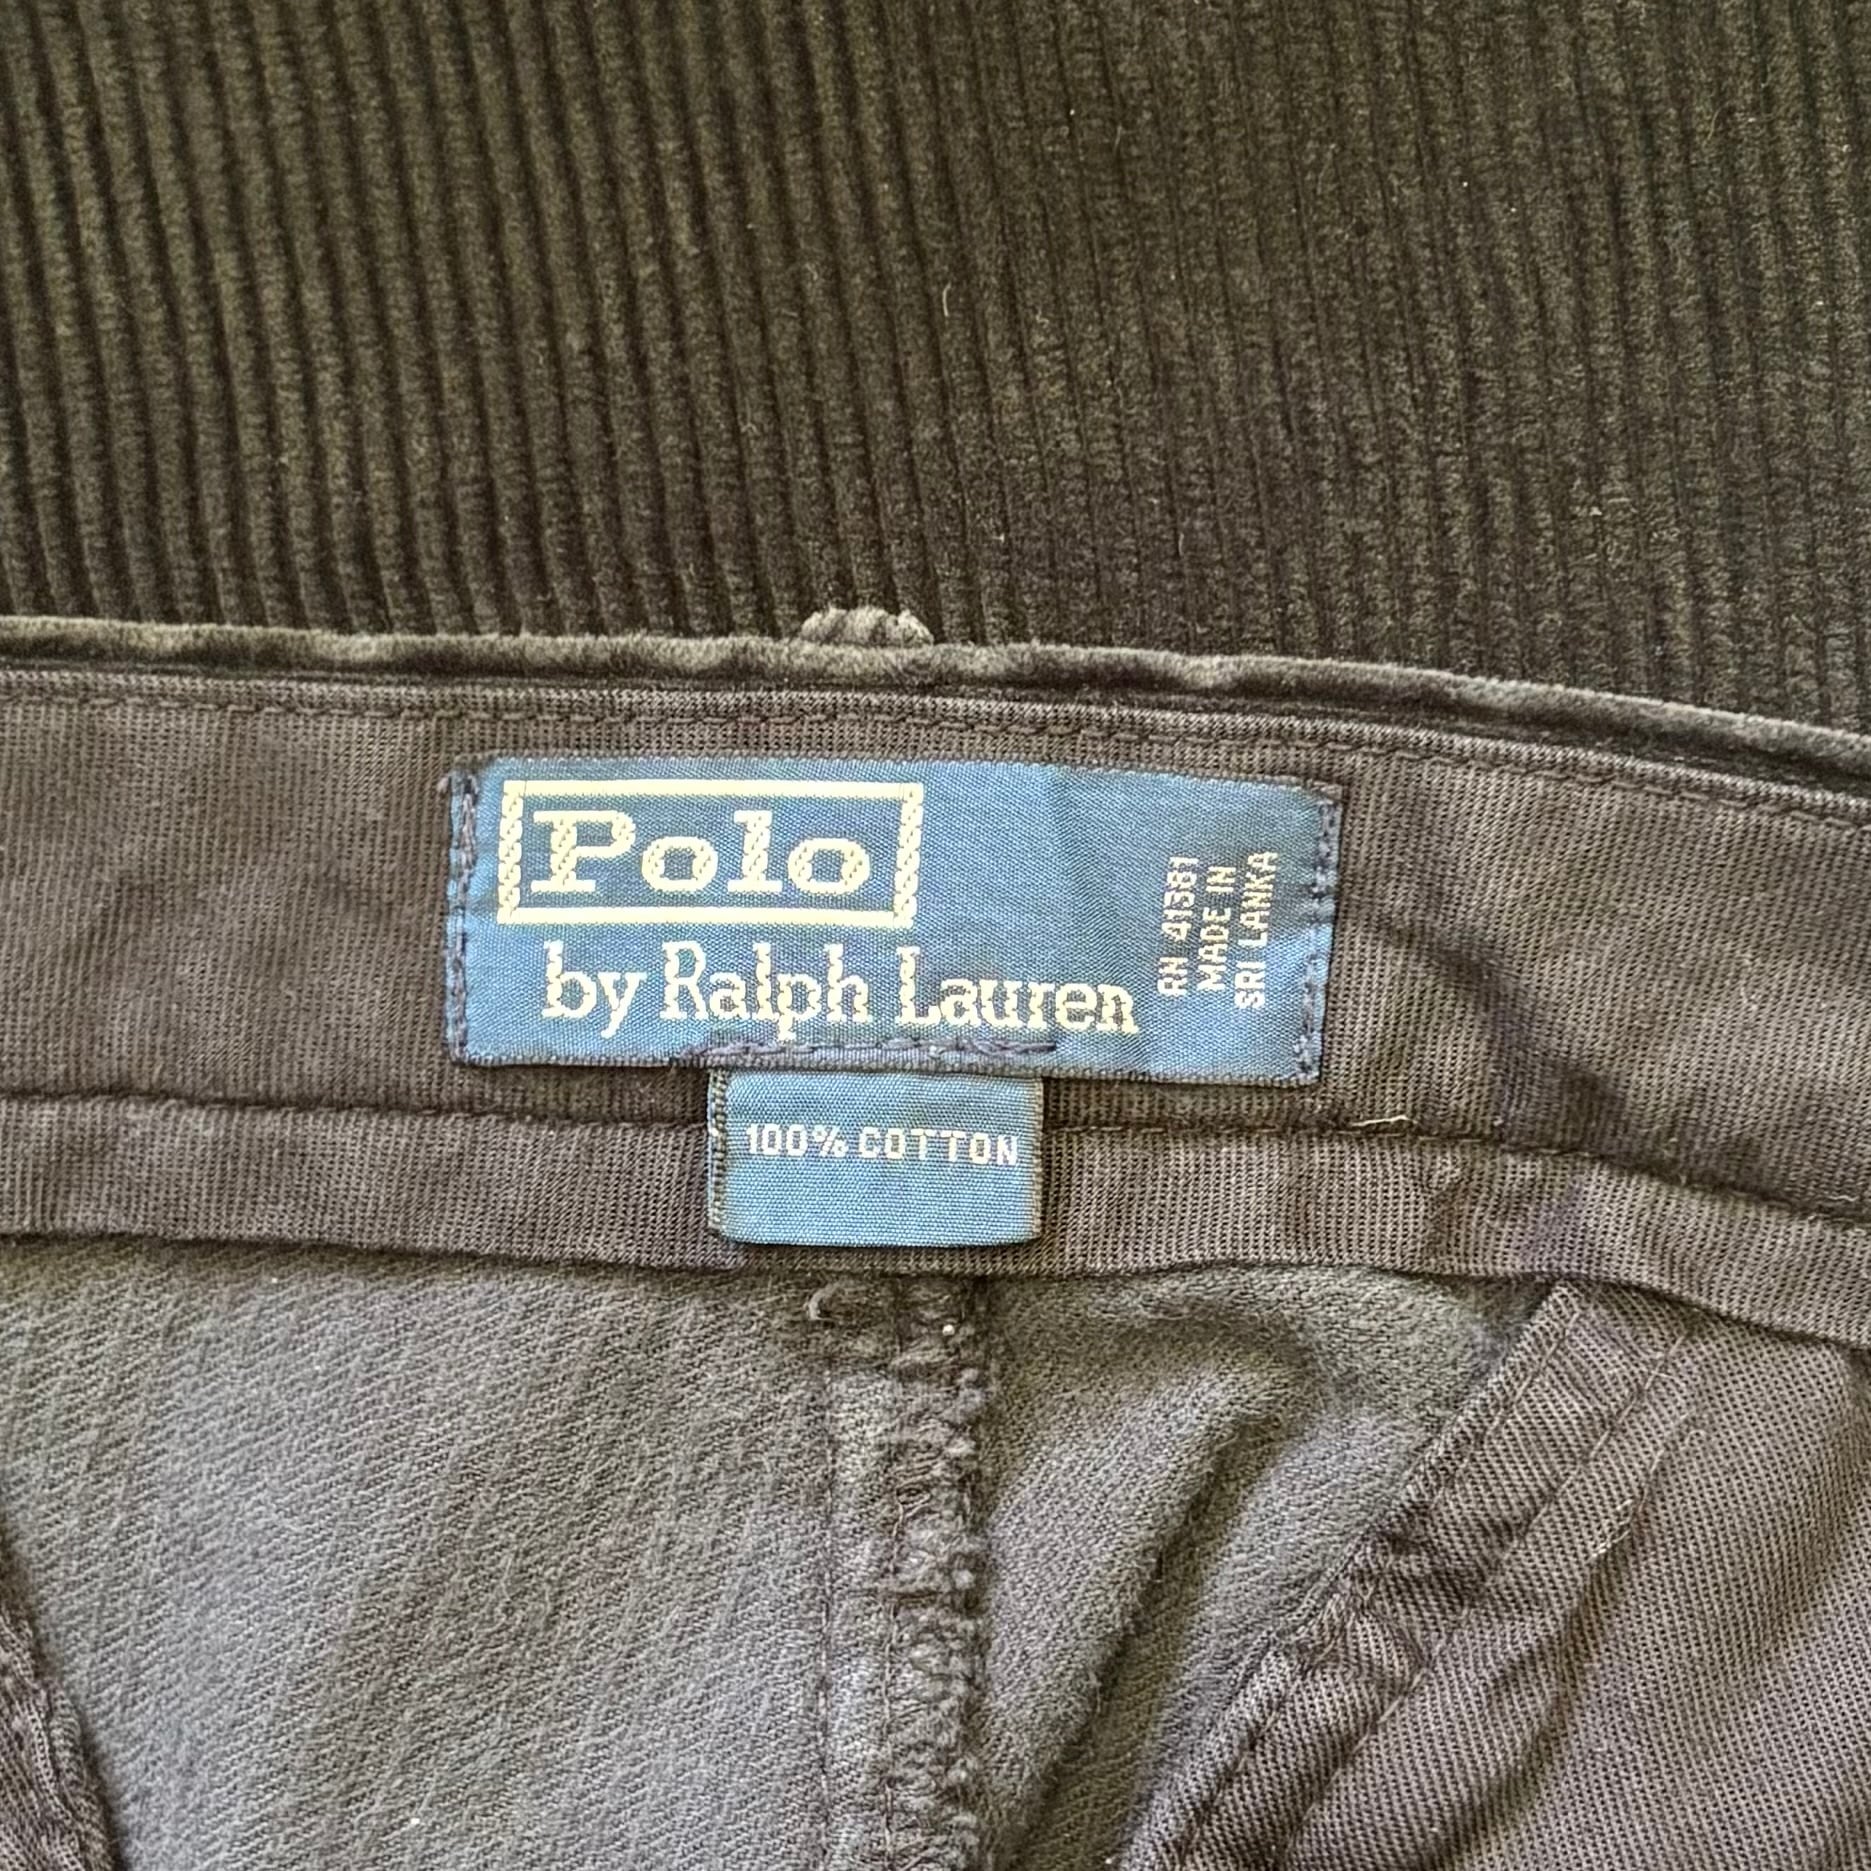 Polo
by Ralph Lauren
RN 41381
MADE IN
SRI LANKA
100% COTTON